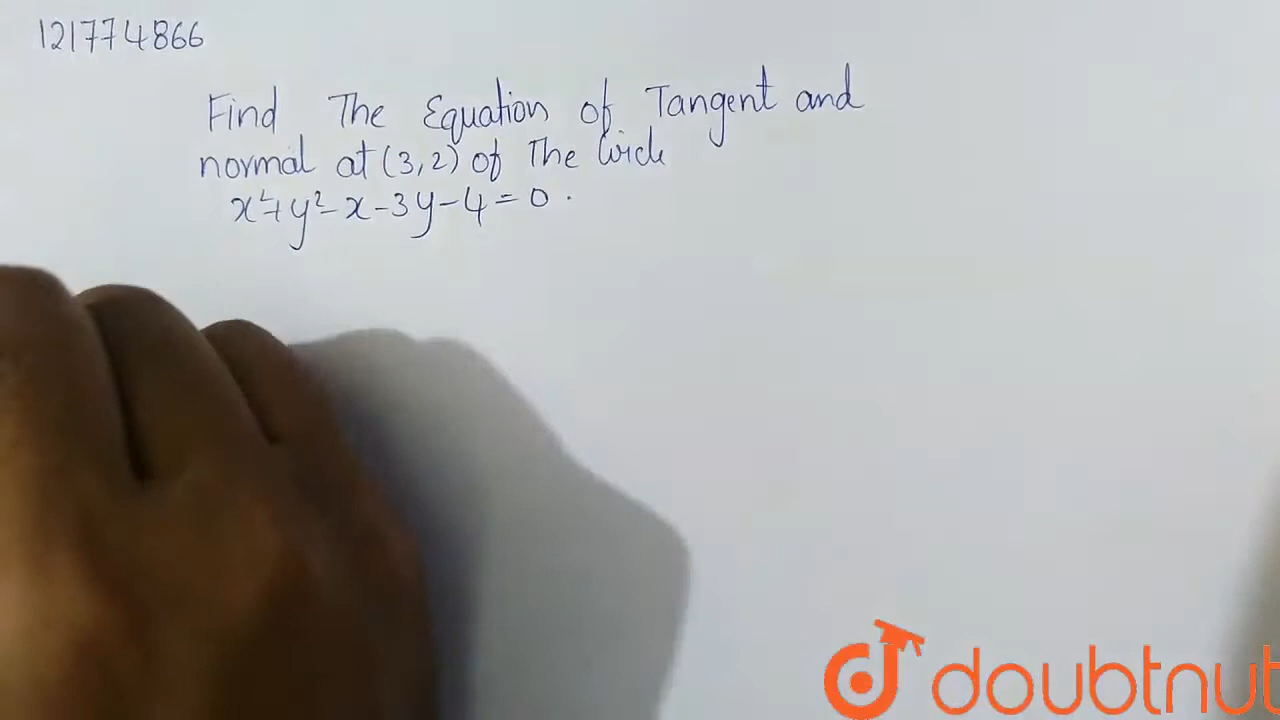 121774866
Find The Equation of Tangent and
normal at (3,2) of The Circle
x²+y²-x-3y-4=0.
doubtnut